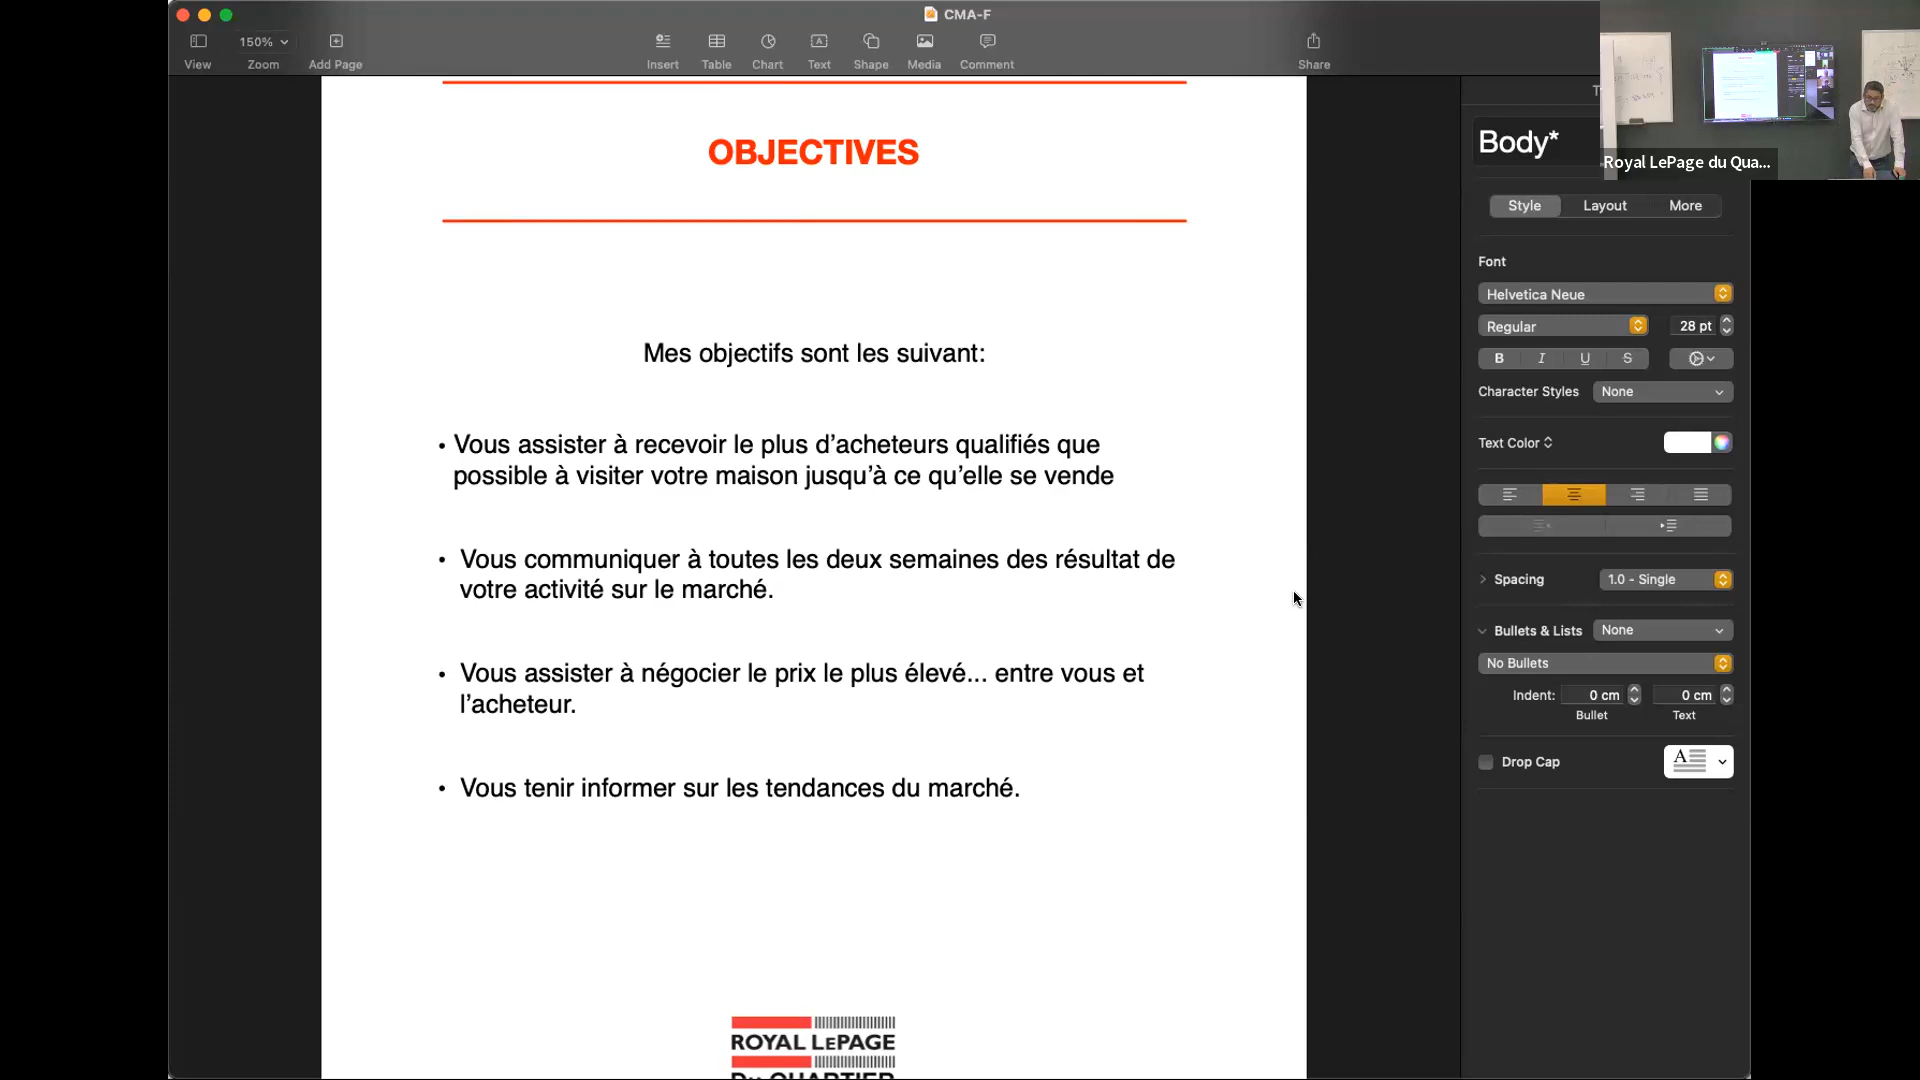 CMA-F
150%
View
Zoom
Add Page
Insert
Table
Chart
Text
Shape
Media
Comment
Share
Royal LePage du Qua...
OBJECTIVES
Mes objectifs sont les suivant:
• Vous assister à recevoir le plus d’acheteurs qualifiés que
possible à visiter votre maison jusqu’à ce qu’elle se vende
• Vous communiquer à toutes les deux semaines des résultat de
votre activité sur le marché.
• Vous assister à négocier le prix le plus élevé... entre vous et
l’acheteur.
• Vous tenir informer sur les tendances du marché.
ROYAL LEPAGE
DU QUARTIER
Body*
Style
Layout
More
Font
Helvetica Neue
Regular
28 pt
B I U S
Character Styles
None
Text Color
Spacing
1.0 - Single
Bullets & Lists
None
No Bullets
Indent:
0 cm
0 cm
Bullet
Text
Drop Cap
A